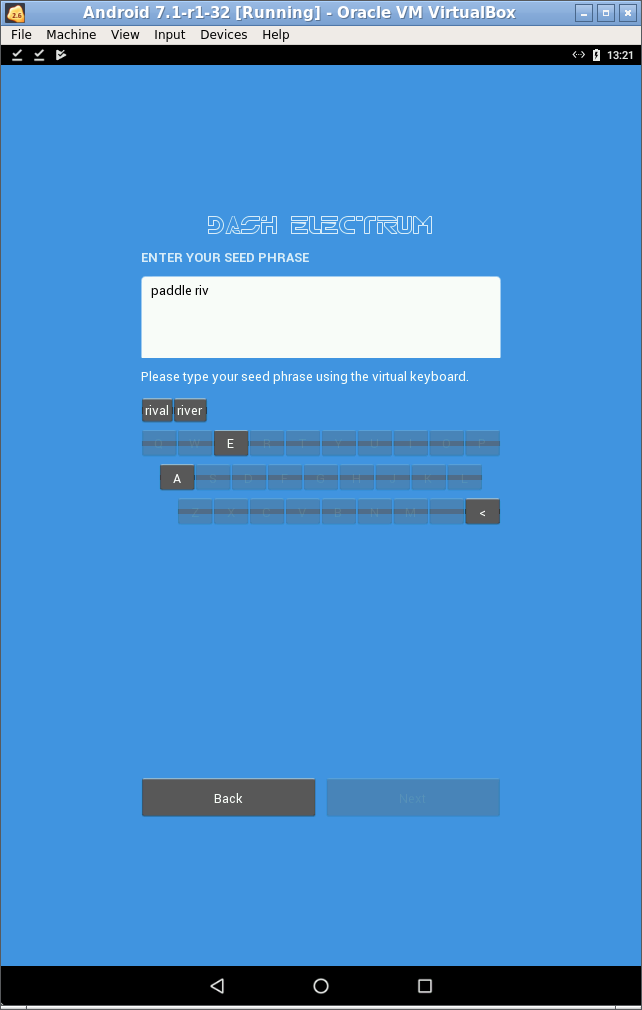 Android 7.1-r1-32 [Running] - Oracle VM VirtualBox
File Machine View Input Devices Help
13:21
DASH ELECTRUM
ENTER YOUR SEED PHRASE
paddle riv
Please type your seed phrase using the virtual keyboard.
rival river
E
A
<
Back Next